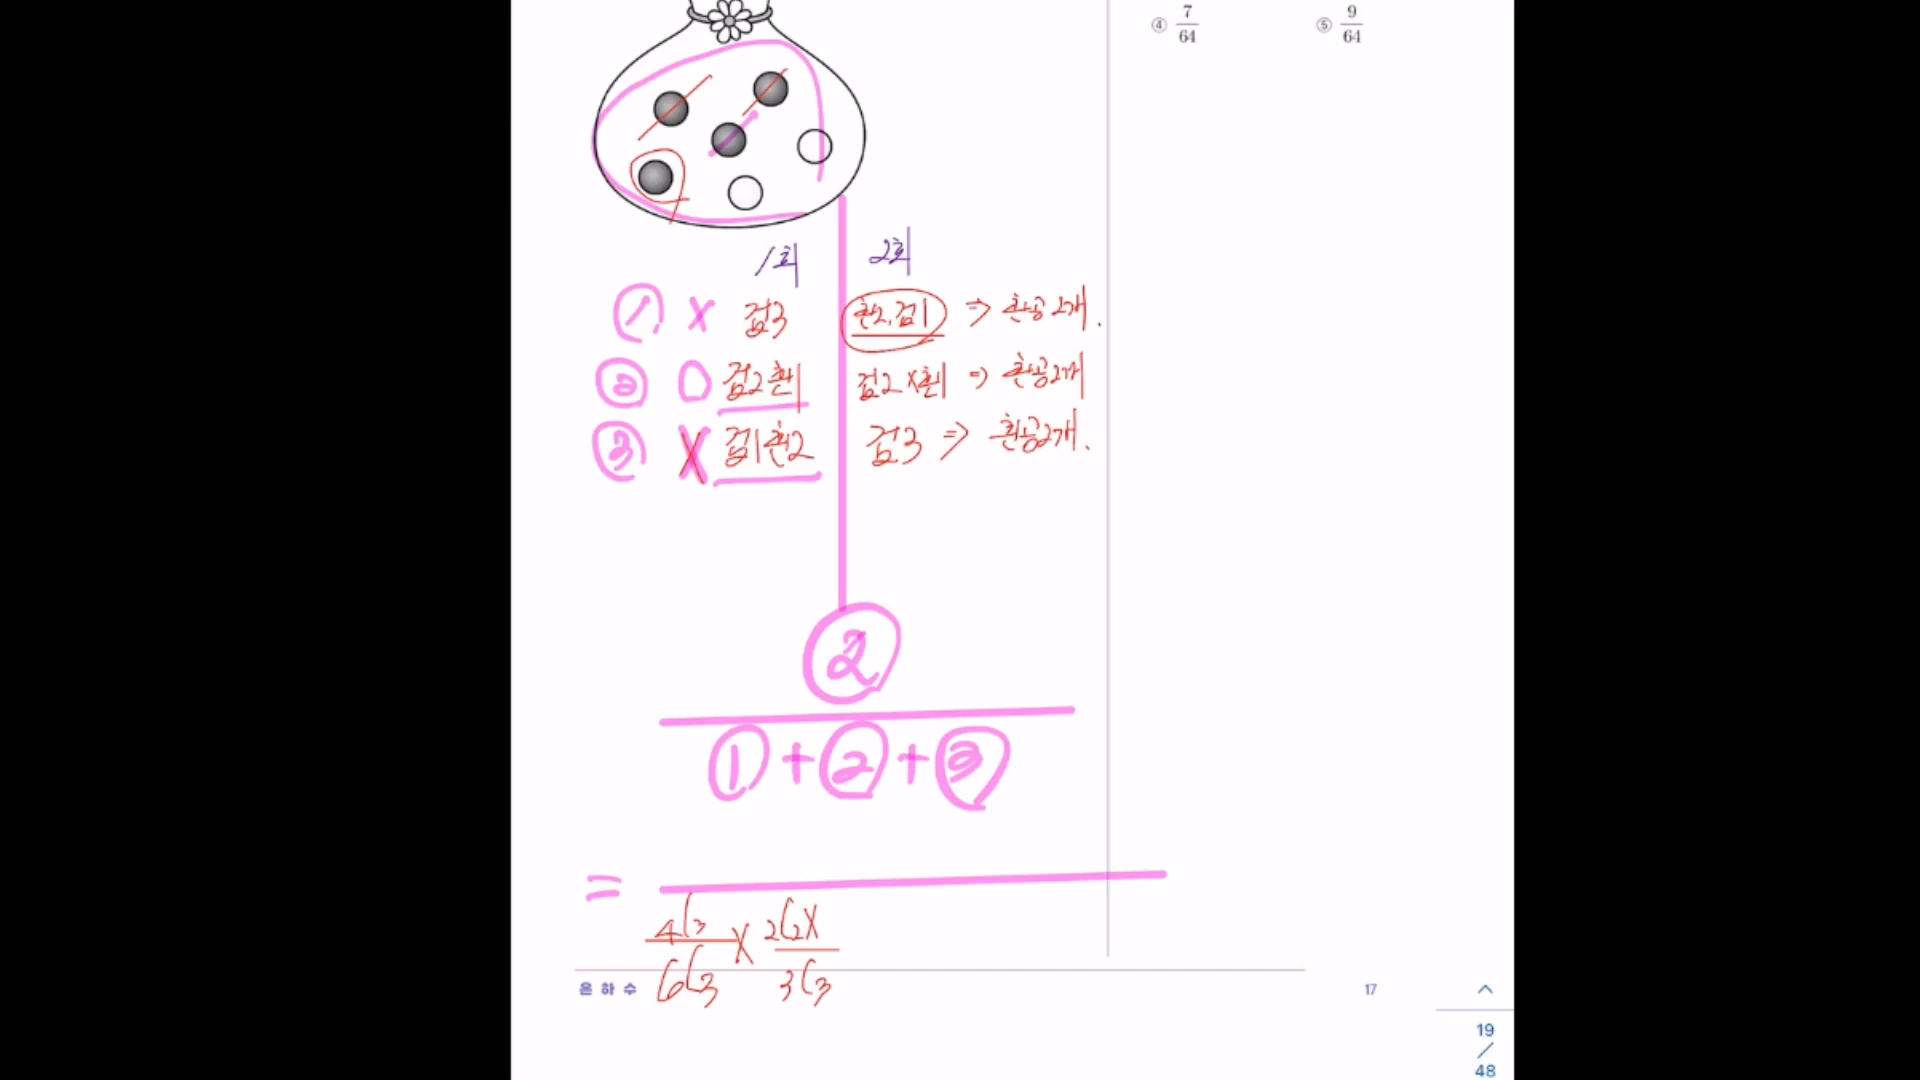 ④ 7/64 ⑤ 9/64
1회 2회
① X 검3 흰2,검1 => 흰공2개.
② O 검2흰1 검2X흰1 => 흰공2개
③ X 검1흰2 검3 => 흰공2개.
②
① + ② + ③
=
4C3 X 2C2X
6C3 3C3
은하수 17
19
/
48